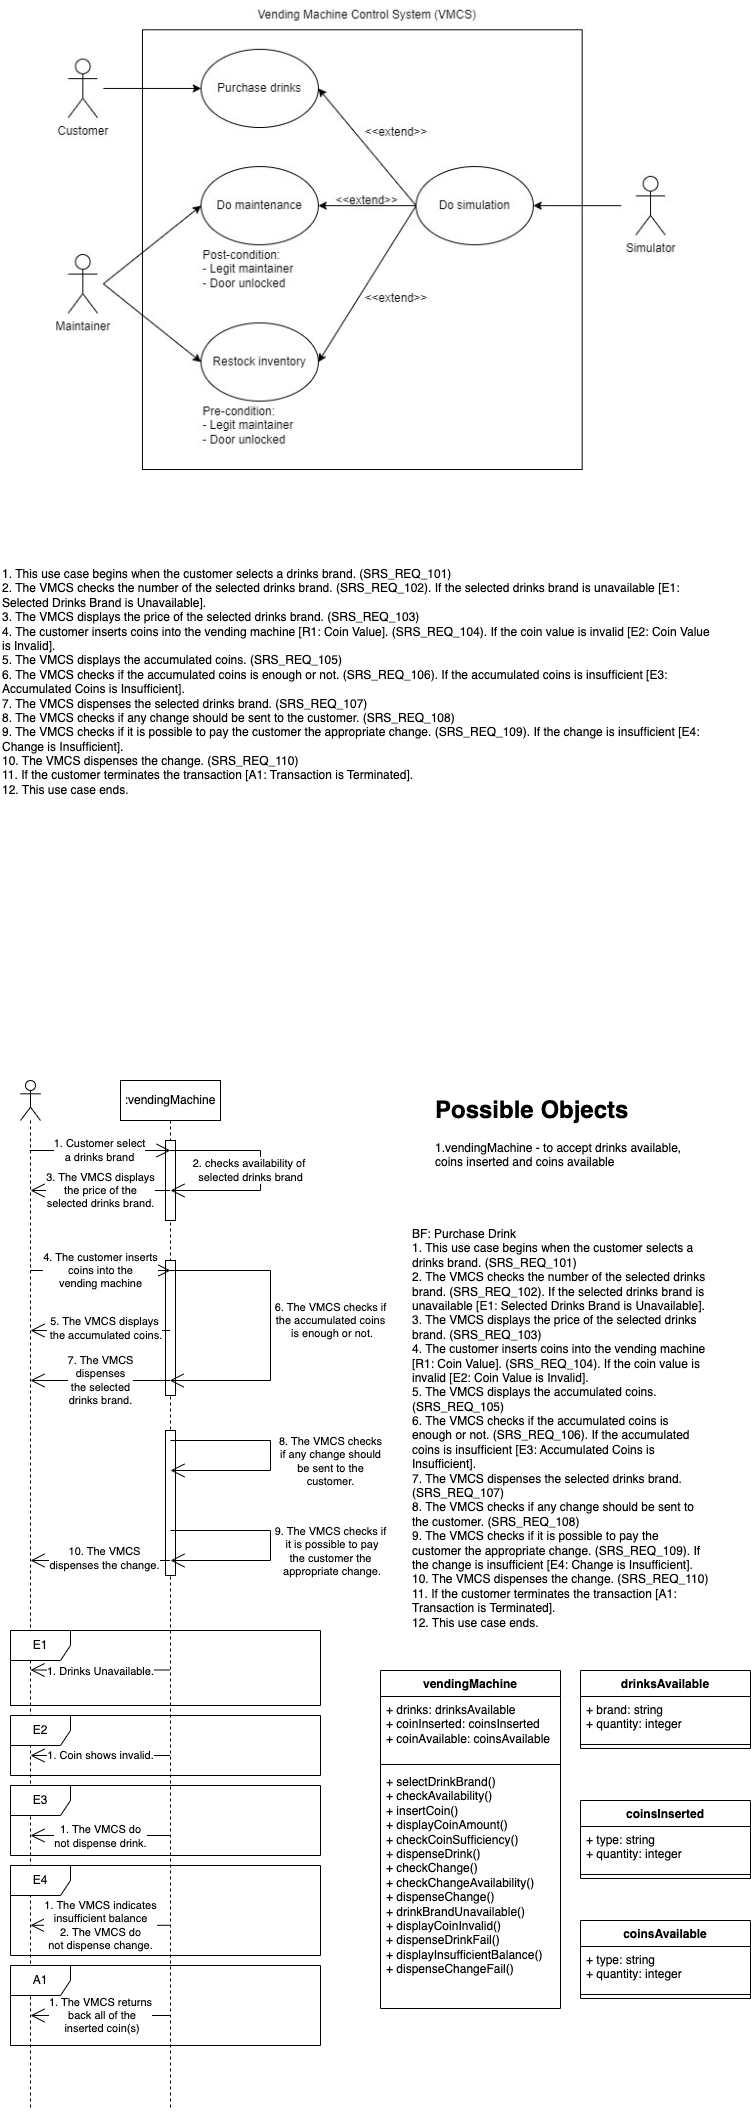 Vending Machine Control System (VMCS)
Purchase drinks
Customer
<<extend>>
Do maintenance
<<extend>>
Do simulation
Simulator
Post-condition:
- Legit maintainer
- Door unlocked
Maintainer
<<extend>>
Restock inventory
Pre-condition:
- Legit maintainer
- Door unlocked
1. This use case begins when the customer selects a drinks brand. (SRS_REQ_101)
2. The VMCS checks the number of the selected drinks brand. (SRS_REQ_102). If the selected drinks brand is unavailable [E1:
Selected Drinks Brand is Unavailable].
3. The VMCS displays the price of the selected drinks brand. (SRS_REQ_103)
4. The customer inserts coins into the vending machine [R1: Coin Value]. (SRS_REQ_104). If the coin value is invalid [E2: Coin Value
is Invalid].
5. The VMCS displays the accumulated coins. (SRS_REQ_105)
6. The VMCS checks if the accumulated coins is enough or not. (SRS_REQ_106). If the accumulated coins is insufficient [E3:
Accumulated Coins is Insufficient].
7. The VMCS dispenses the selected drinks brand. (SRS_REQ_107)
8. The VMCS checks if any change should be sent to the customer. (SRS_REQ_108)
9. The VMCS checks if it is possible to pay the customer the appropriate change. (SRS_REQ_109). If the change is insufficient [E4:
Change is Insufficient].
10. The VMCS dispenses the change. (SRS_REQ_110)
11. If the customer terminates the transaction [A1: Transaction is Terminated].
12. This use case ends.
:vendingMachine
1. Customer select
a drinks brand
2. checks availability of
selected drinks brand
3. The VMCS displays
the price of the
selected drinks brand.
4. The customer inserts
coins into the
vending machine
5. The VMCS displays
the accumulated coins.
6. The VMCS checks if
the accumulated coins
is enough or not.
7. The VMCS
dispenses
the selected
drinks brand.
8. The VMCS checks
if any change should
be sent to the
customer.
9. The VMCS checks if
it is possible to pay
the customer the
appropriate change.
10. The VMCS
dispenses the change.
E1
1. Drinks Unavailable.
E2
1. Coin shows invalid.
E3
1. The VMCS do
not dispense drink.
E4
1. The VMCS indicates
insufficient balance
2. The VMCS do
not dispense change.
A1
1. The VMCS returns
back all of the
inserted coin(s)
Possible Objects
1.vendingMachine - to accept drinks available,
coins inserted and coins available
BF: Purchase Drink
1. This use case begins when the customer selects a
drinks brand. (SRS_REQ_101)
2. The VMCS checks the number of the selected drinks
brand. (SRS_REQ_102). If the selected drinks brand is
unavailable [E1: Selected Drinks Brand is Unavailable].
3. The VMCS displays the price of the selected drinks
brand. (SRS_REQ_103)
4. The customer inserts coins into the vending machine
[R1: Coin Value]. (SRS_REQ_104). If the coin value is
invalid [E2: Coin Value is Invalid].
5. The VMCS displays the accumulated coins.
(SRS_REQ_105)
6. The VMCS checks if the accumulated coins is
enough or not. (SRS_REQ_106). If the accumulated
coins is insufficient [E3: Accumulated Coins is
Insufficient].
7. The VMCS dispenses the selected drinks brand.
(SRS_REQ_107)
8. The VMCS checks if any change should be sent to
the customer. (SRS_REQ_108)
9. The VMCS checks if it is possible to pay the
customer the appropriate change. (SRS_REQ_109). If
the change is insufficient [E4: Change is Insufficient].
10. The VMCS dispenses the change. (SRS_REQ_110)
11. If the customer terminates the transaction [A1:
Transaction is Terminated].
12. This use case ends.
vendingMachine
+ drinks: drinksAvailable
+ coinInserted: coinsInserted
+ coinAvailable: coinsAvailable
+ selectDrinkBrand()
+ checkAvailability()
+ insertCoin()
+ displayCoinAmount()
+ checkCoinSufficiency()
+ dispenseDrink()
+ checkChange()
+ checkChangeAvailability()
+ dispenseChange()
+ drinkBrandUnavailable()
+ displayCoinInvalid()
+ dispenseDrinkFail()
+ displayInsufficientBalance()
+ dispenseChangeFail()
drinksAvailable
+ brand: string
+ quantity: integer
coinsInserted
+ type: string
+ quantity: integer
coinsAvailable
+ type: string
+ quantity: integer